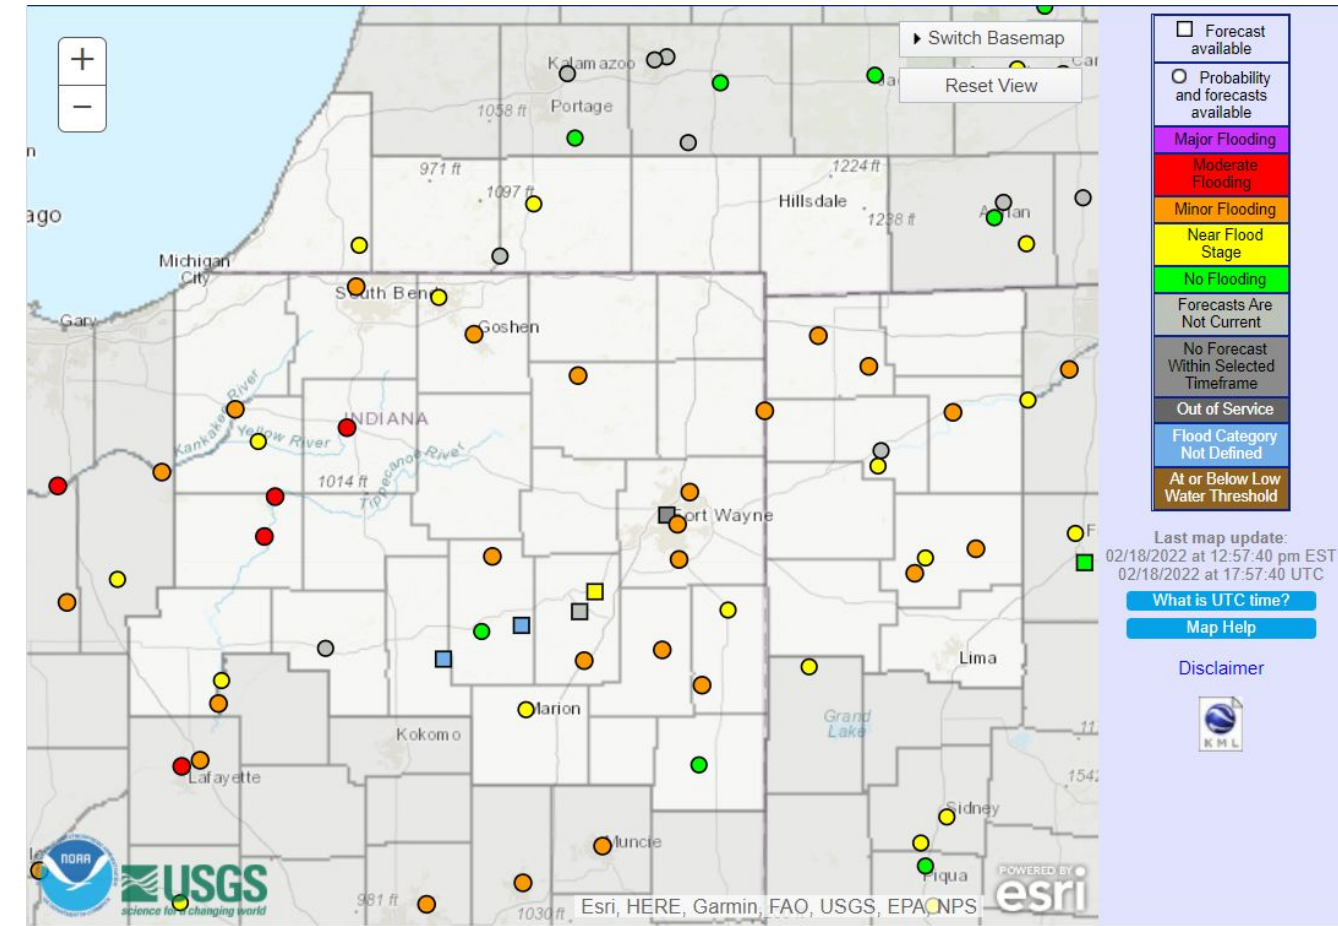 +
−
Switch Basemap
Reset View
Kalamazoo
1058 ft
Portage
971 ft
1097 ft
1224 ft
Hillsdale
1238 ft
ago
Michigan
City
South Bend
Gary
Goshen
INDIANA
Kankakee River
Yellow River
Tippecanoe River
1014 ft
Fort Wayne
Lima
Marion
Grand
Lake
Kokomo
Lafayette
1542
Sidney
Muncie
Piqua
981 ft
1030 ft
NOAA
USGS
science for a changing world
Esri, HERE, Garmin, FAO, USGS, EPA, NPS
POWERED BY
esri
Forecast
available
Probability
and forecasts
available
Major Flooding
Moderate
Flooding
Minor Flooding
Near Flood
Stage
No Flooding
Forecasts Are
Not Current
No Forecast
Within Selected
Timeframe
Out of Service
Flood Category
Not Defined
At or Below Low
Water Threshold
Last map update:
02/18/2022 at 12:57:40 pm EST
02/18/2022 at 17:57:40 UTC
What is UTC time?
Map Help
Disclaimer
KML